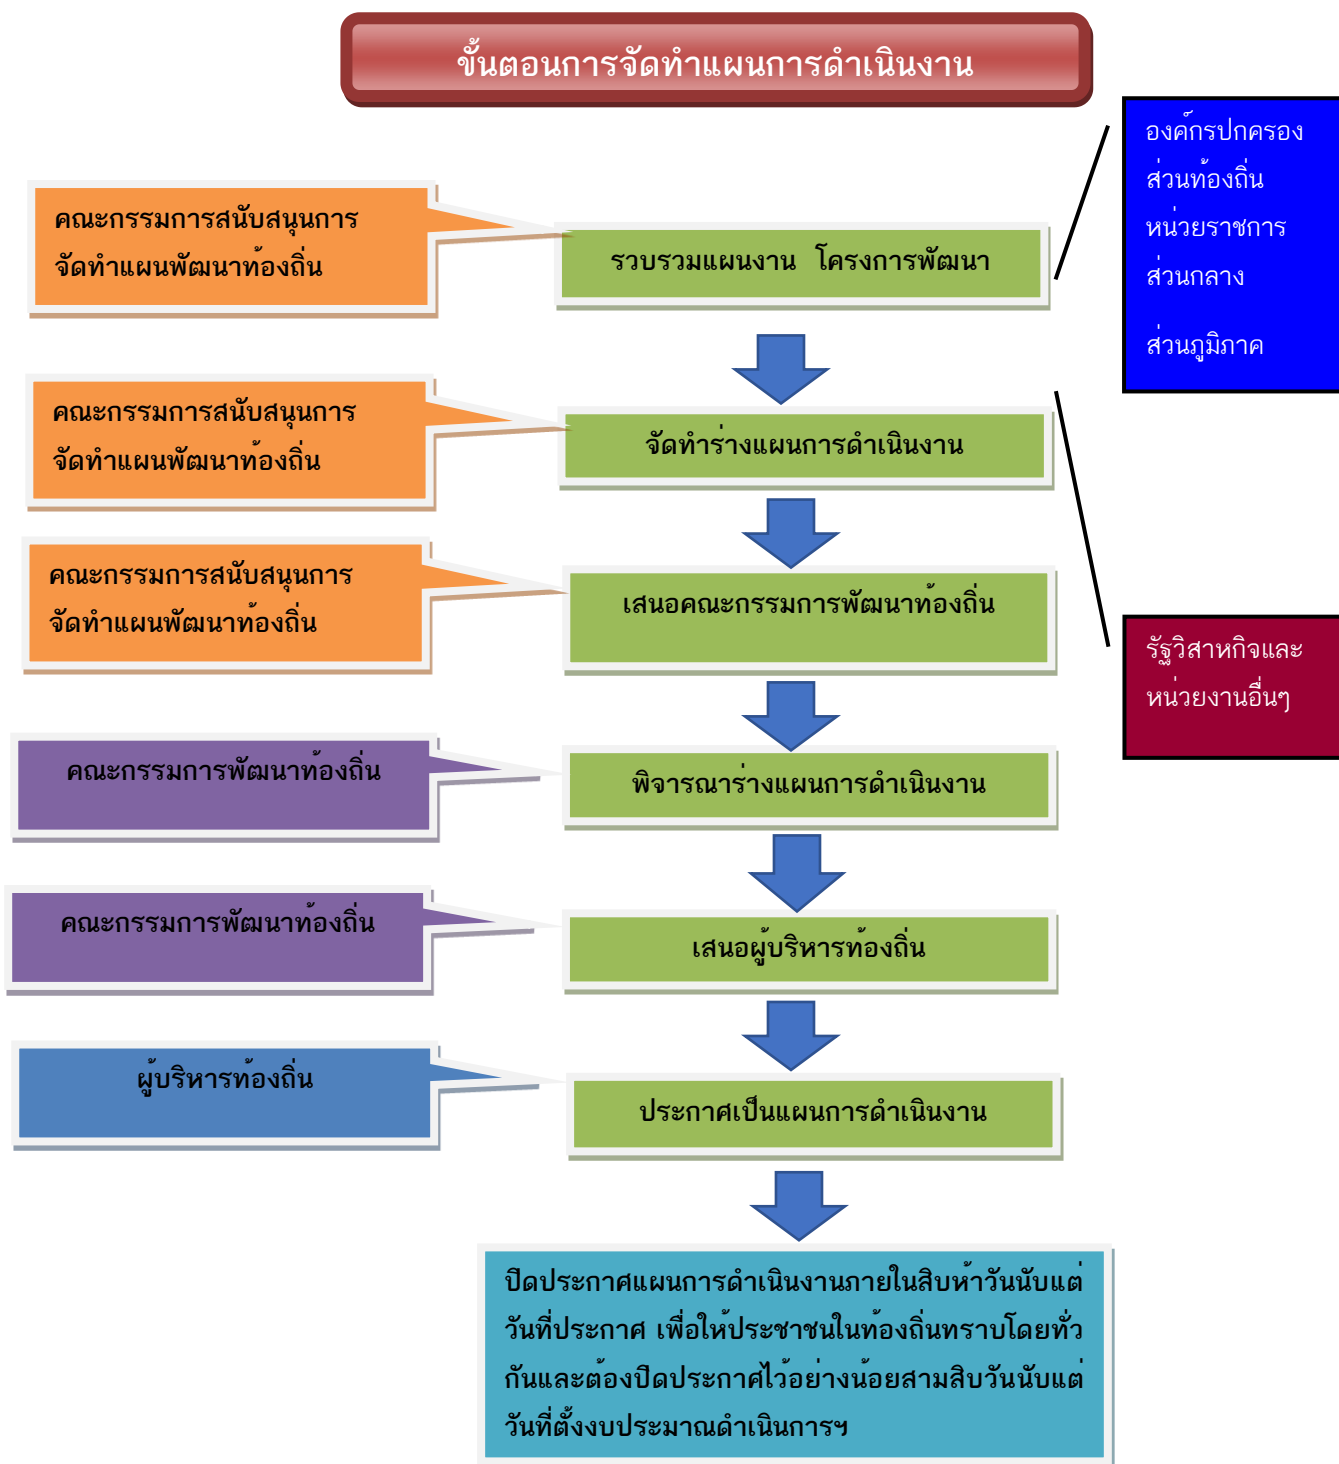 ขั้นตอนการจัดทำแผนการดำเนินงาน
องค์กรปกครอง
ส่วนท้องถิ่น
หน่วยราชการ
ส่วนกลาง
ส่วนภูมิภาค
คณะกรรมการสนับสนุนการ
จัดทำแผนพัฒนาท้องถิ่น
รวบรวมแผนงาน โครงการพัฒนา
คณะกรรมการสนับสนุนการ
จัดทำแผนพัฒนาท้องถิ่น
จัดทำร่างแผนการดำเนินงาน
คณะกรรมการสนับสนุนการ
จัดทำแผนพัฒนาท้องถิ่น
เสนอคณะกรรมการพัฒนาท้องถิ่น
รัฐวิสาหกิจและ
หน่วยงานอื่นๆ
คณะกรรมการพัฒนาท้องถิ่น
พิจารณาร่างแผนการดำเนินงาน
คณะกรรมการพัฒนาท้องถิ่น
เสนอผู้บริหารท้องถิ่น
ผู้บริหารท้องถิ่น
ประกาศเป็นแผนการดำเนินงาน
ปิดประกาศแผนการดำเนินงานภายในสิบห้าวันนับแต่
วันที่ประกาศ เพื่อให้ประชาชนในท้องถิ่นทราบโดยทั่ว
กันและต้องปิดประกาศไว้อย่างน้อยสามสิบวันนับแต่
วันที่ตั้งงบประมาณดำเนินการฯ